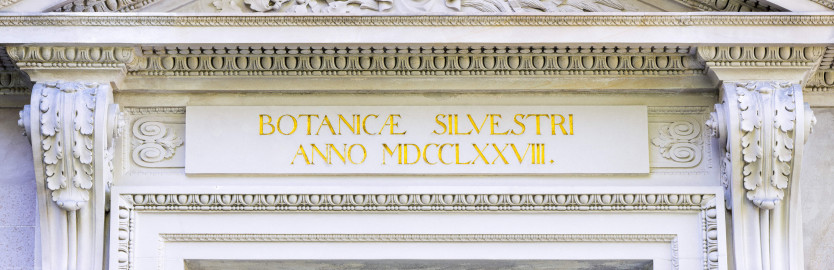 BOTANICÆ SILVESTRI
ANNO MDCCLXXVIII.